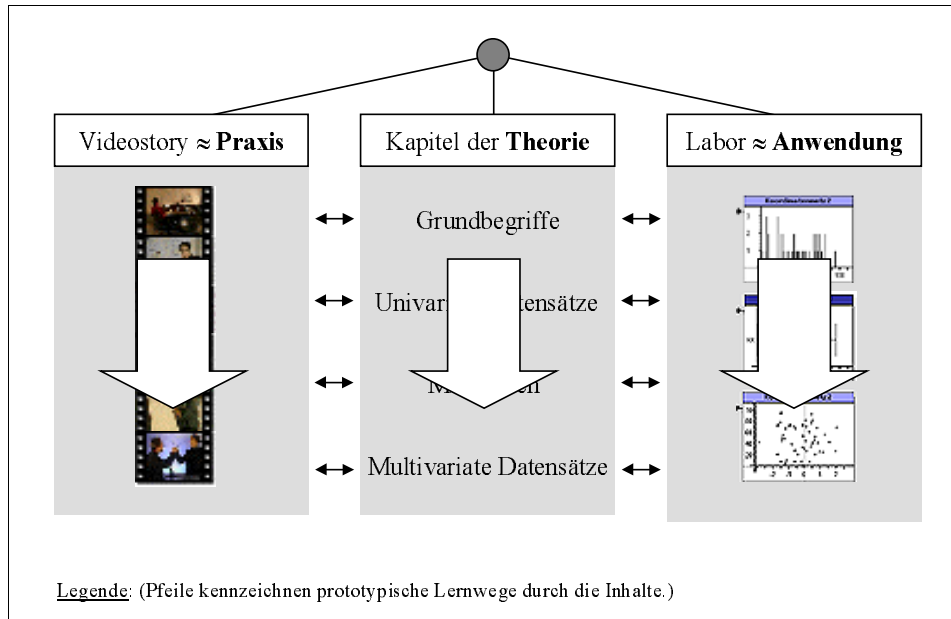 Videostory ≈ Praxis
Kapitel der Theorie
Labor ≈ Anwendung
Grundbegriffe
Multivariate Datensätze
Legende: (Pfeile kennzeichnen prototypische Lernwege durch die Inhalte.)